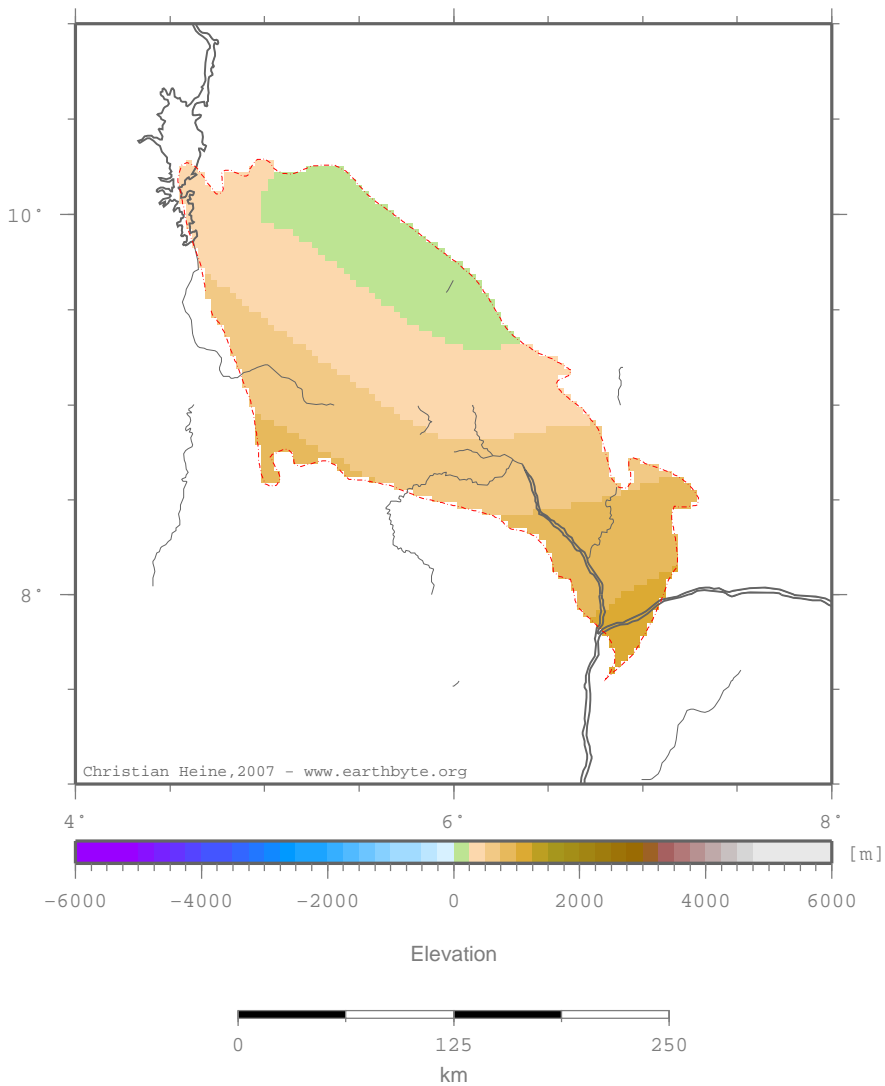 10°
8°
Christian Heine,2007 - www.earthbyte.org
4° 6° 8°
[m]
-6000 -4000 -2000 0 2000 4000 6000
Elevation
0 125 250
km